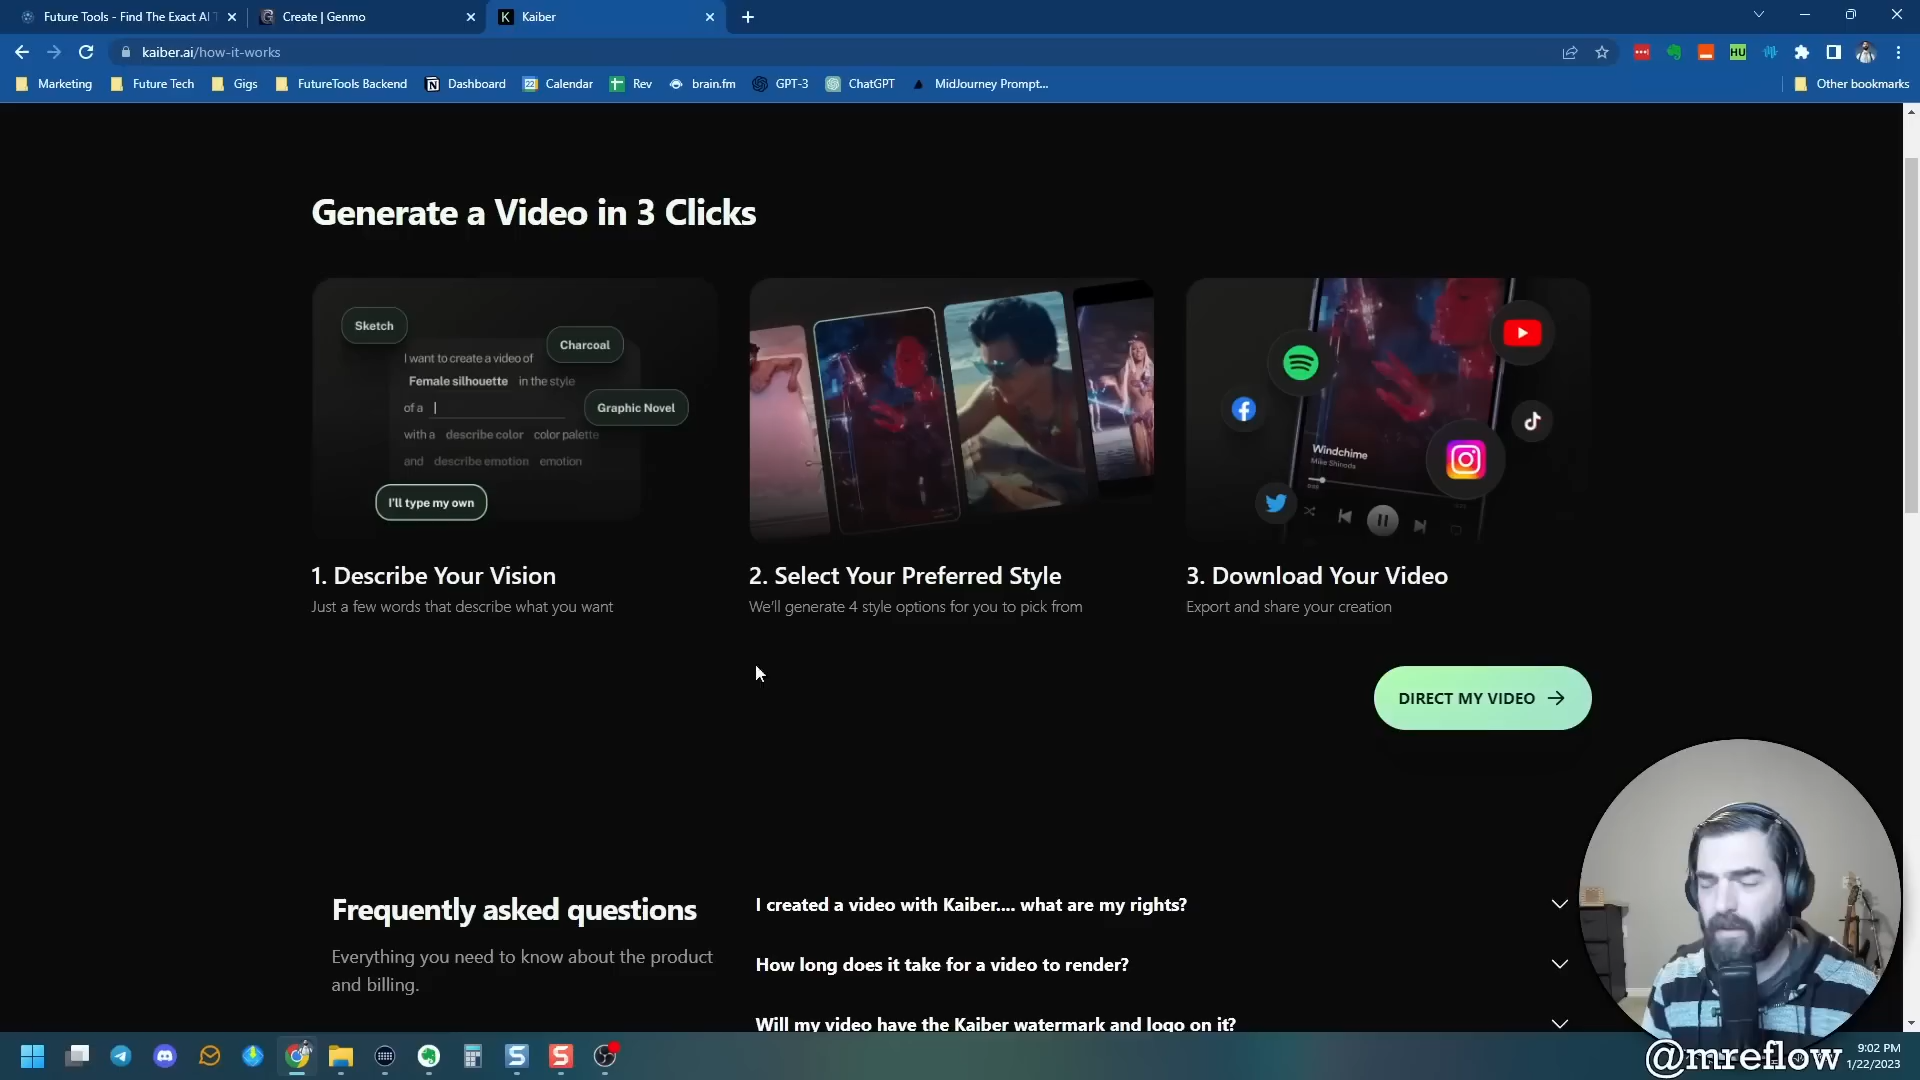 Future Tools - Find The Exact AI T
Create | Genmo
Kaiber
kaiber.ai/how-it-works
Marketing
Future Tech
Gigs
FutureTools Backend
Dashboard
Calendar
Rev
brain.fm
GPT-3
ChatGPT
MidJourney Prompt...
Other bookmarks
Generate a Video in 3 Clicks
Sketch
Charcoal
I want to create a video of
Female silhouette in the style
of a
Graphic Novel
with a describe color color palette
and describe emotion emotion
I'll type my own
Windchime
Mike Shinoda
1. Describe Your Vision
Just a few words that describe what you want
2. Select Your Preferred Style
We'll generate 4 style options for you to pick from
3. Download Your Video
Export and share your creation
DIRECT MY VIDEO
Frequently asked questions
Everything you need to know about the product
and billing.
I created a video with Kaiber.... what are my rights?
How long does it take for a video to render?
Will my video have the Kaiber watermark and logo on it?
@mreflow
9:02 PM
1/22/2023